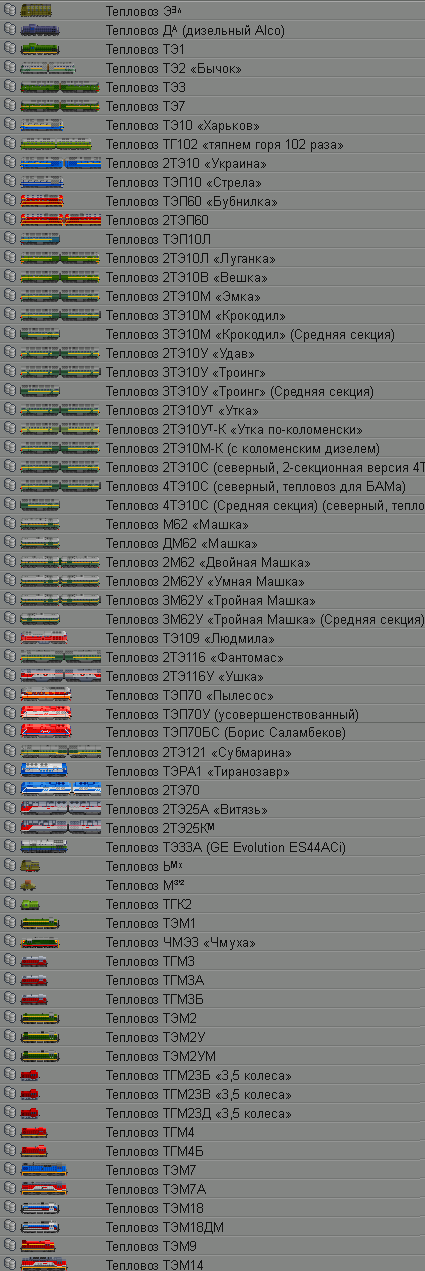 Тепловоз Ээл
Тепловоз Да (дизельный Alco)
Тепловоз ТЭ1
Тепловоз ТЭ2 «Бычок»
Тепловоз ТЭ3
Тепловоз ТЭ7
Тепловоз ТЭ10 «Харьков»
Тепловоз ТГ102 «тяпнем горя 102 раза»
Тепловоз 2ТЭ10 «Украина»
Тепловоз ТЭП10 «Стрела»
Тепловоз ТЭП60 «Бубнилка»
Тепловоз 2ТЭП60
Тепловоз ТЭП10Л
Тепловоз 2ТЭ10Л «Луганка»
Тепловоз 2ТЭ10В «Вешка»
Тепловоз 2ТЭ10М «Эмка»
Тепловоз 3ТЭ10М «Крокодил»
Тепловоз 3ТЭ10М «Крокодил» (Средняя секция)
Тепловоз 2ТЭ10У «Удав»
Тепловоз 3ТЭ10У «Троинг»
Тепловоз 3ТЭ10У «Троинг» (Средняя секция)
Тепловоз 2ТЭ10Ут «Утка»
Тепловоз 2ТЭ10Ут-К «Утка по-коломенски»
Тепловоз 2ТЭ10М-К (с коломенским дизелем)
Тепловоз 2ТЭ10С (северный, 2-секционная версия 4Т
Тепловоз 4ТЭ10С (северный, тепловоз для БАМа)
Тепловоз 4ТЭ10С (Средняя секция) (северный, тепло
Тепловоз М62 «Машка»
Тепловоз ДМ62 «Машка»
Тепловоз 2М62 «Двойная Машка»
Тепловоз 2М62У «Умная Машка»
Тепловоз 3М62У «Тройная Машка»
Тепловоз 3М62У «Тройная Машка» (Средняя секция)
Тепловоз ТЭ109 «Людмила»
Тепловоз 2ТЭ116 «Фантомас»
Тепловоз 2ТЭ116У «Ушка»
Тепловоз ТЭП70 «Пылесос»
Тепловоз ТЭП70У (усовершенствованный)
Тепловоз ТЭП70БС (Борис Саламбеков)
Тепловоз 2ТЭ121 «Субмарина»
Тепловоз ТЭРА1 «Тиранозавр»
Тепловоз 2ТЭ70
Тепловоз 2ТЭ25А «Витязь»
Тепловоз 2ТЭ25Км
Тепловоз ТЭ33А (GE Evolution ES44ACi)
Тепловоз
Тепловоз
Тепловоз ТГК2
Тепловоз ТЭМ1
Тепловоз ЧМЭ3 «Чмуха»
Тепловоз ТГМ3
Тепловоз ТГМ3А
Тепловоз ТГМ3Б
Тепловоз ТЭМ2
Тепловоз ТЭМ2У
Тепловоз ТЭМ2УМ
Тепловоз ТГМ23Б «3,5 колеса»
Тепловоз ТГМ23В «3,5 колеса»
Тепловоз ТГМ23Д «3,5 колеса»
Тепловоз ТГМ4
Тепловоз ТГМ4Б
Тепловоз ТЭМ7
Тепловоз ТЭМ7А
Тепловоз ТЭМ18
Тепловоз ТЭМ18ДМ
Тепловоз ТЭМ9
Тепловоз ТЭМ14